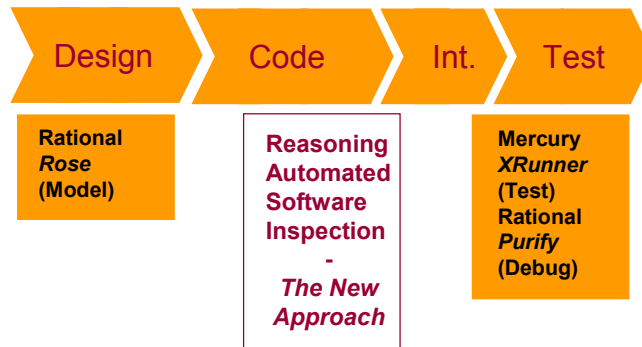 Design
Code
Int.
Test
Rational
Rose
(Model)
Reasoning
Automated
Software
Inspection
-
The New
Approach
Mercury
XRunner
(Test)
Rational
Purify
(Debug)